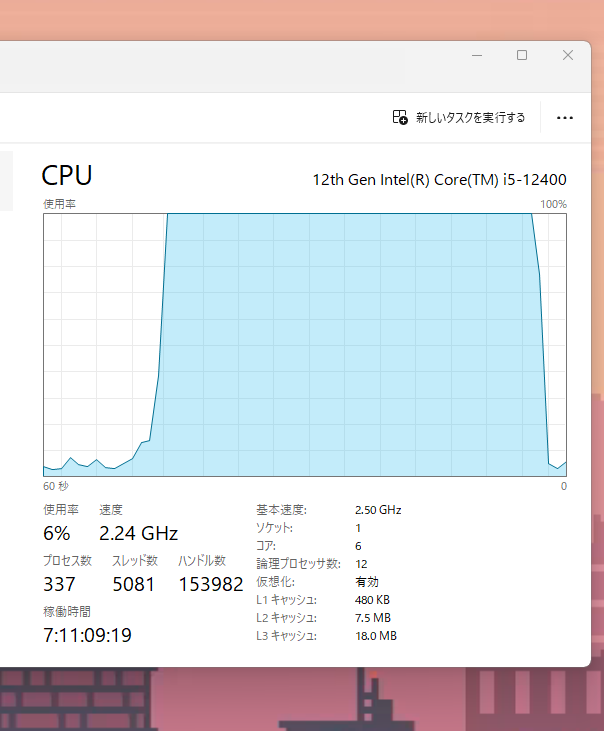 新しいタスクを実行する
CPU
12th Gen Intel(R) Core(TM) i5-12400
使用率
100%
60 秒
0
使用率 速度
6% 2.24 GHz
プロセス数 スレッド数 ハンドル数
337 5081 153982
稼働時間
7:11:09:19
基本速度: 2.50 GHz
ソケット: 1
コア: 6
論理プロセッサ数: 12
仮想化: 有効
L1 キャッシュ: 480 KB
L2 キャッシュ: 7.5 MB
L3 キャッシュ: 18.0 MB